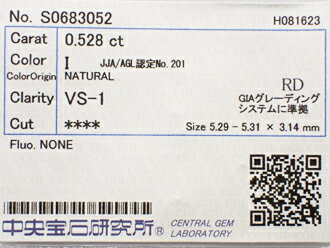 No. S0683052 H081623
Carat 0.528 ct
Color I JJA/AGL認定No.201
ColorOrigin NATURAL
Clarity VS-1 RD
GIAグレーディング
システムに準拠
Cut **** Size 5.29 - 5.31 × 3.14 mm
Fluo. NONE
中央宝石研究所® CENTRAL GEM
LABORATORY